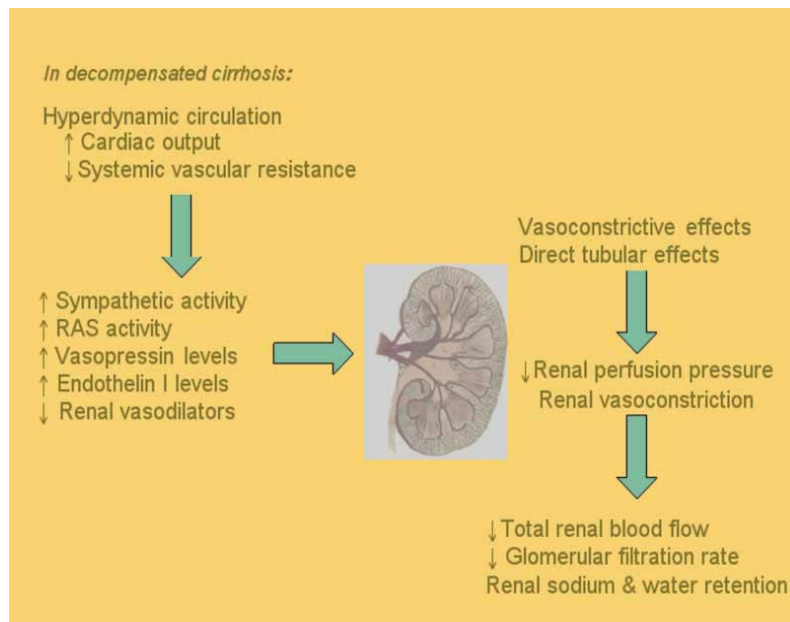 In decompensated cirrhosis:
Hyperdynamic circulation
↑ Cardiac output
↓ Systemic vascular resistance
↑ Sympathetic activity
↑ RAS activity
↑ Vasopressin levels
↑ Endothelin I levels
↓ Renal vasodilators
Vasoconstrictive effects
Direct tubular effects
↓ Renal perfusion pressure
Renal vasoconstriction
↓ Total renal blood flow
↓ Glomerular filtration rate
Renal sodium & water retention